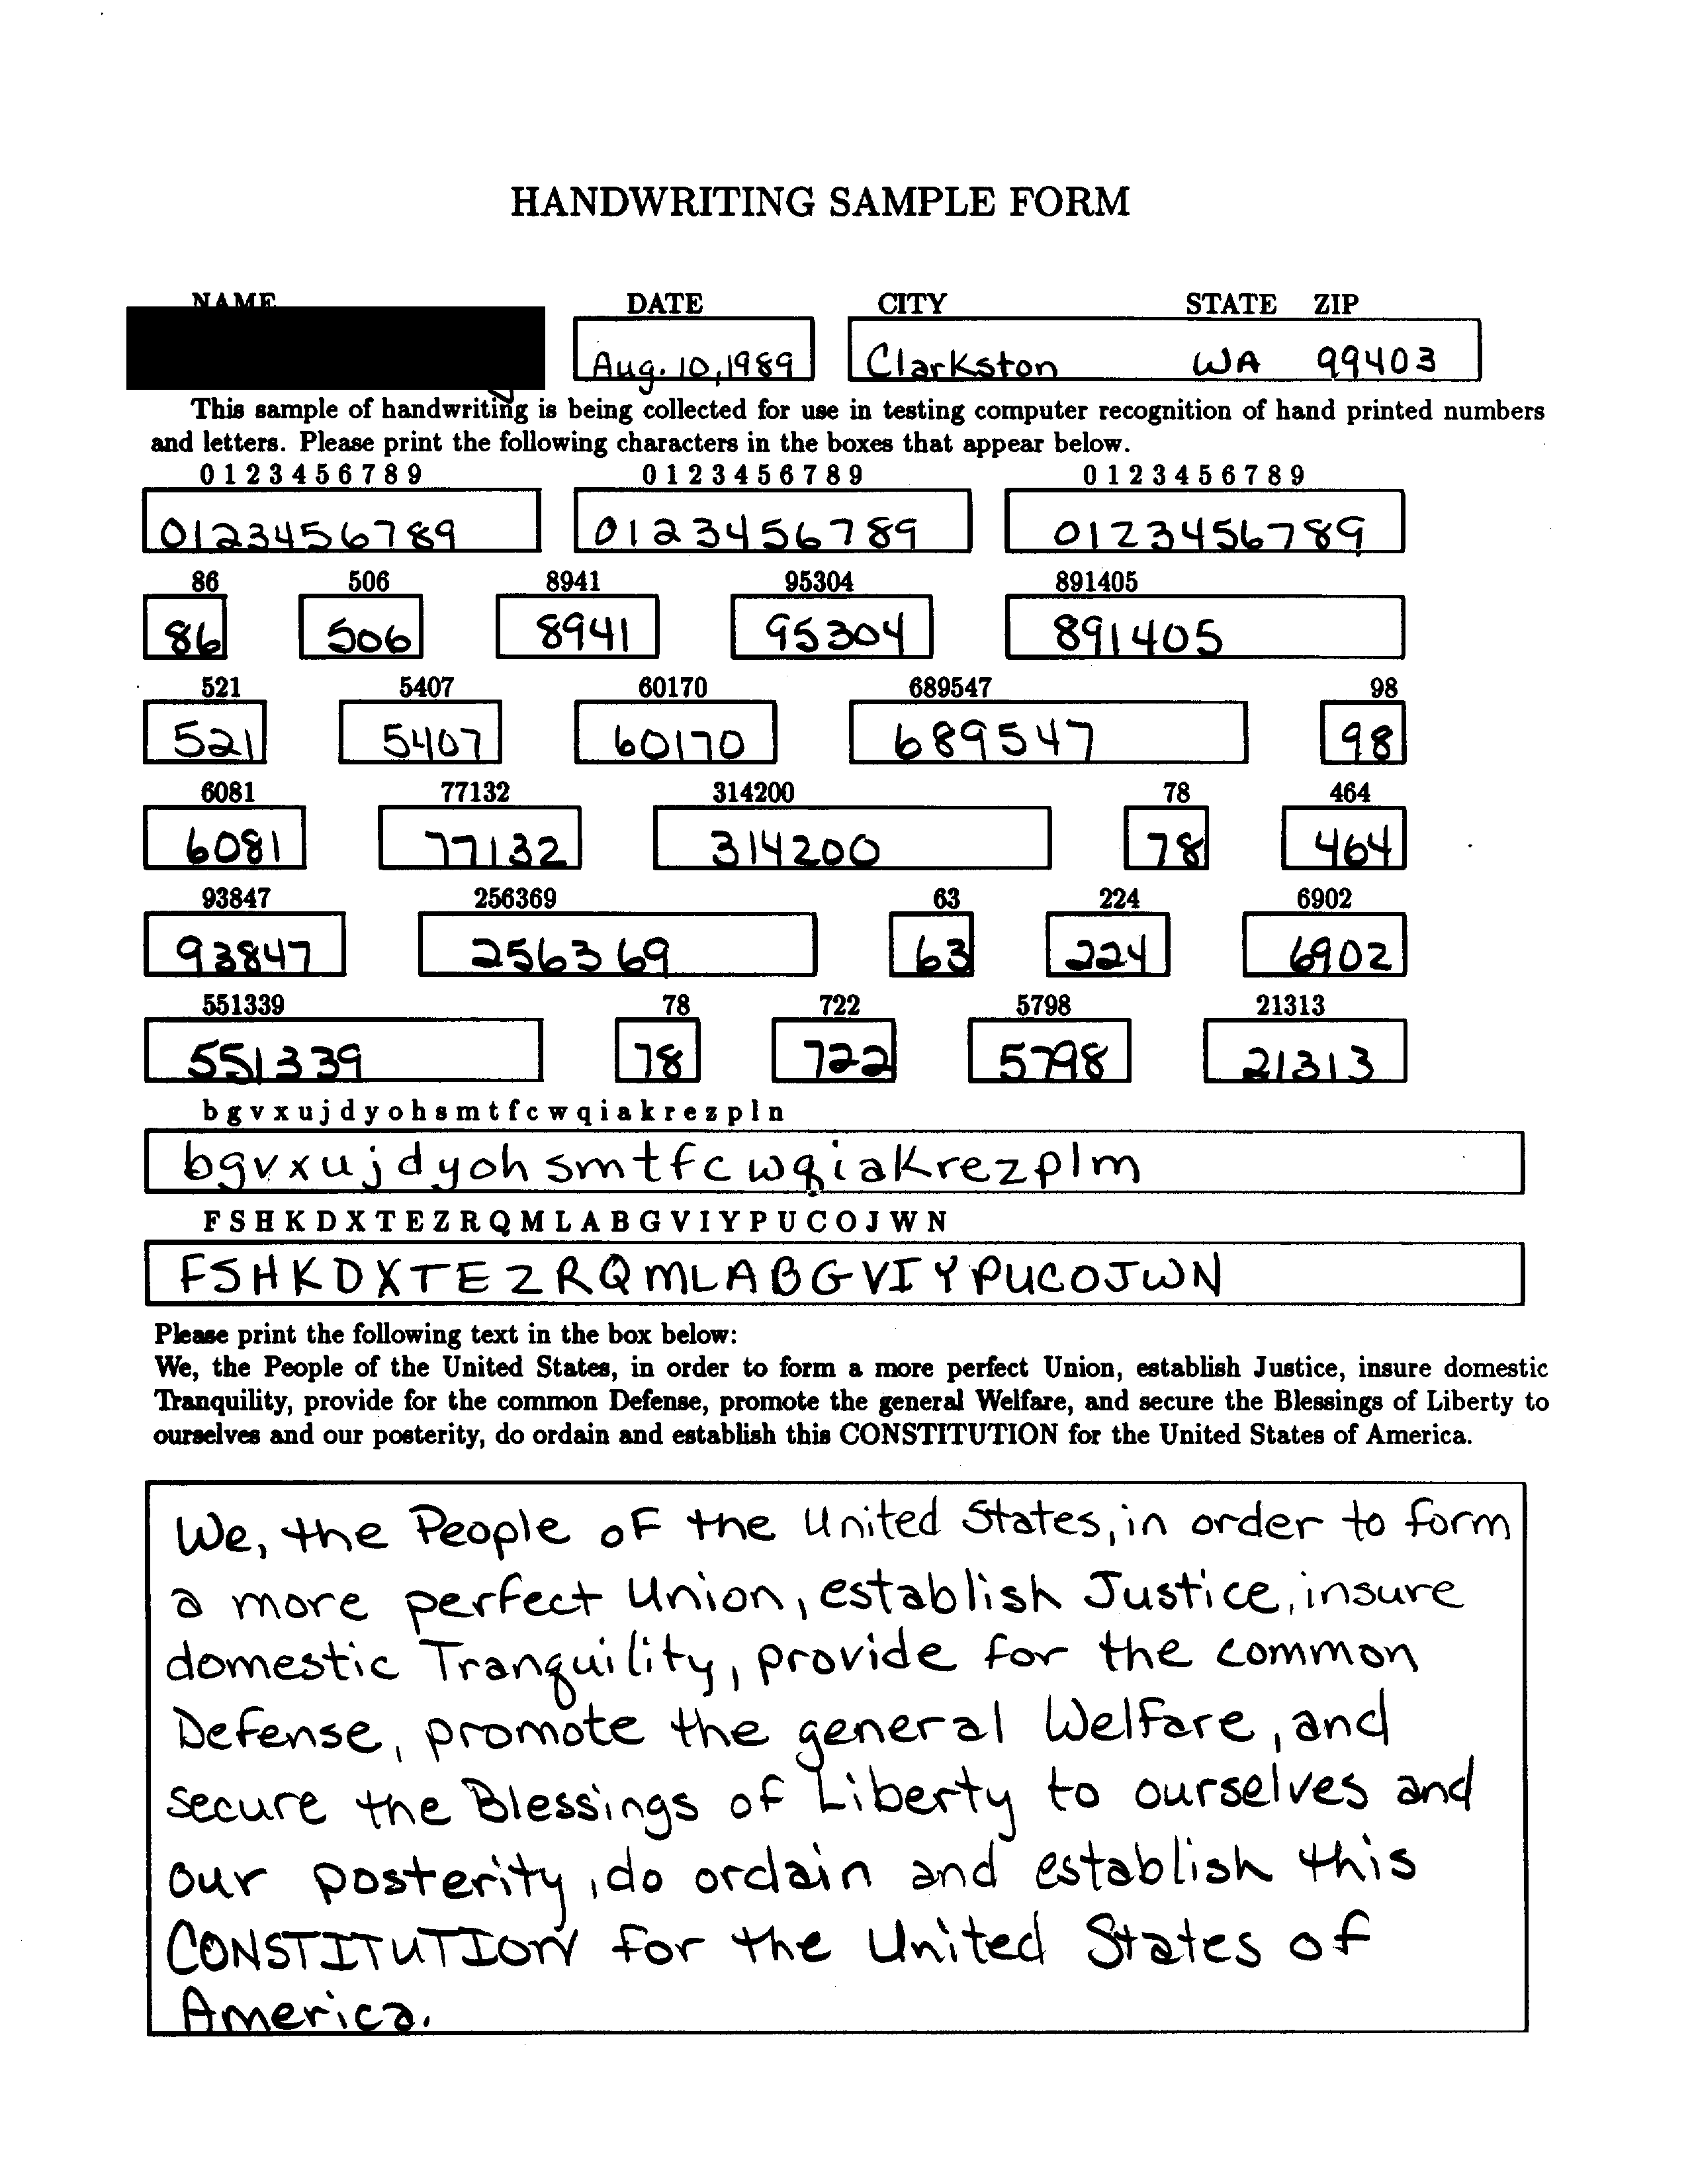 HANDWRITING SAMPLE FORM
NAME DATE CITY STATE ZIP
Aug. 10, 1989 Clarkston WA 99403
This sample of handwriting is being collected for use in testing computer recognition of hand printed numbers
and letters. Please print the following characters in the boxes that appear below.
0 1 2 3 4 5 6 7 8 9 0 1 2 3 4 5 6 7 8 9 0 1 2 3 4 5 6 7 8 9
0123456789 0123456789 0123456789
86 506 8941 95304 891405
86 506 8941 95304 891405
521 5407 60170 689547 98
521 5407 60170 689547 98
6081 77132 314200 78 464
6081 77132 314200 78 464
93847 256369 63 224 6902
93847 256369 63 224 6902
551339 78 722 5798 21313
551339 78 722 5798 21313
b g v x u j d y o h s m t f c w q i a k r e z p l n
bgvxujdyohsmtfcwqiakrezplm
F S H K D X T E Z R Q M L A B G V I Y P U C O J W N
FSHKDXTEZRQMLABGVIYPUCOJWN
Please print the following text in the box below:
We, the People of the United States, in order to form a more perfect Union, establish Justice, insure domestic
Tranquility, provide for the common Defense, promote the general Welfare, and secure the Blessings of Liberty to
ourselves and our posterity, do ordain and establish this CONSTITUTION for the United States of America.
We, the People of the United States, in order to form
a more perfect Union, establish Justice, insure
domestic Tranquility, provide for the common
Defense, promote the general Welfare, and
secure the Blessings of Liberty to ourselves and
our posterity, do ordain and establish this
CONSTITUTION for the United States of
America.